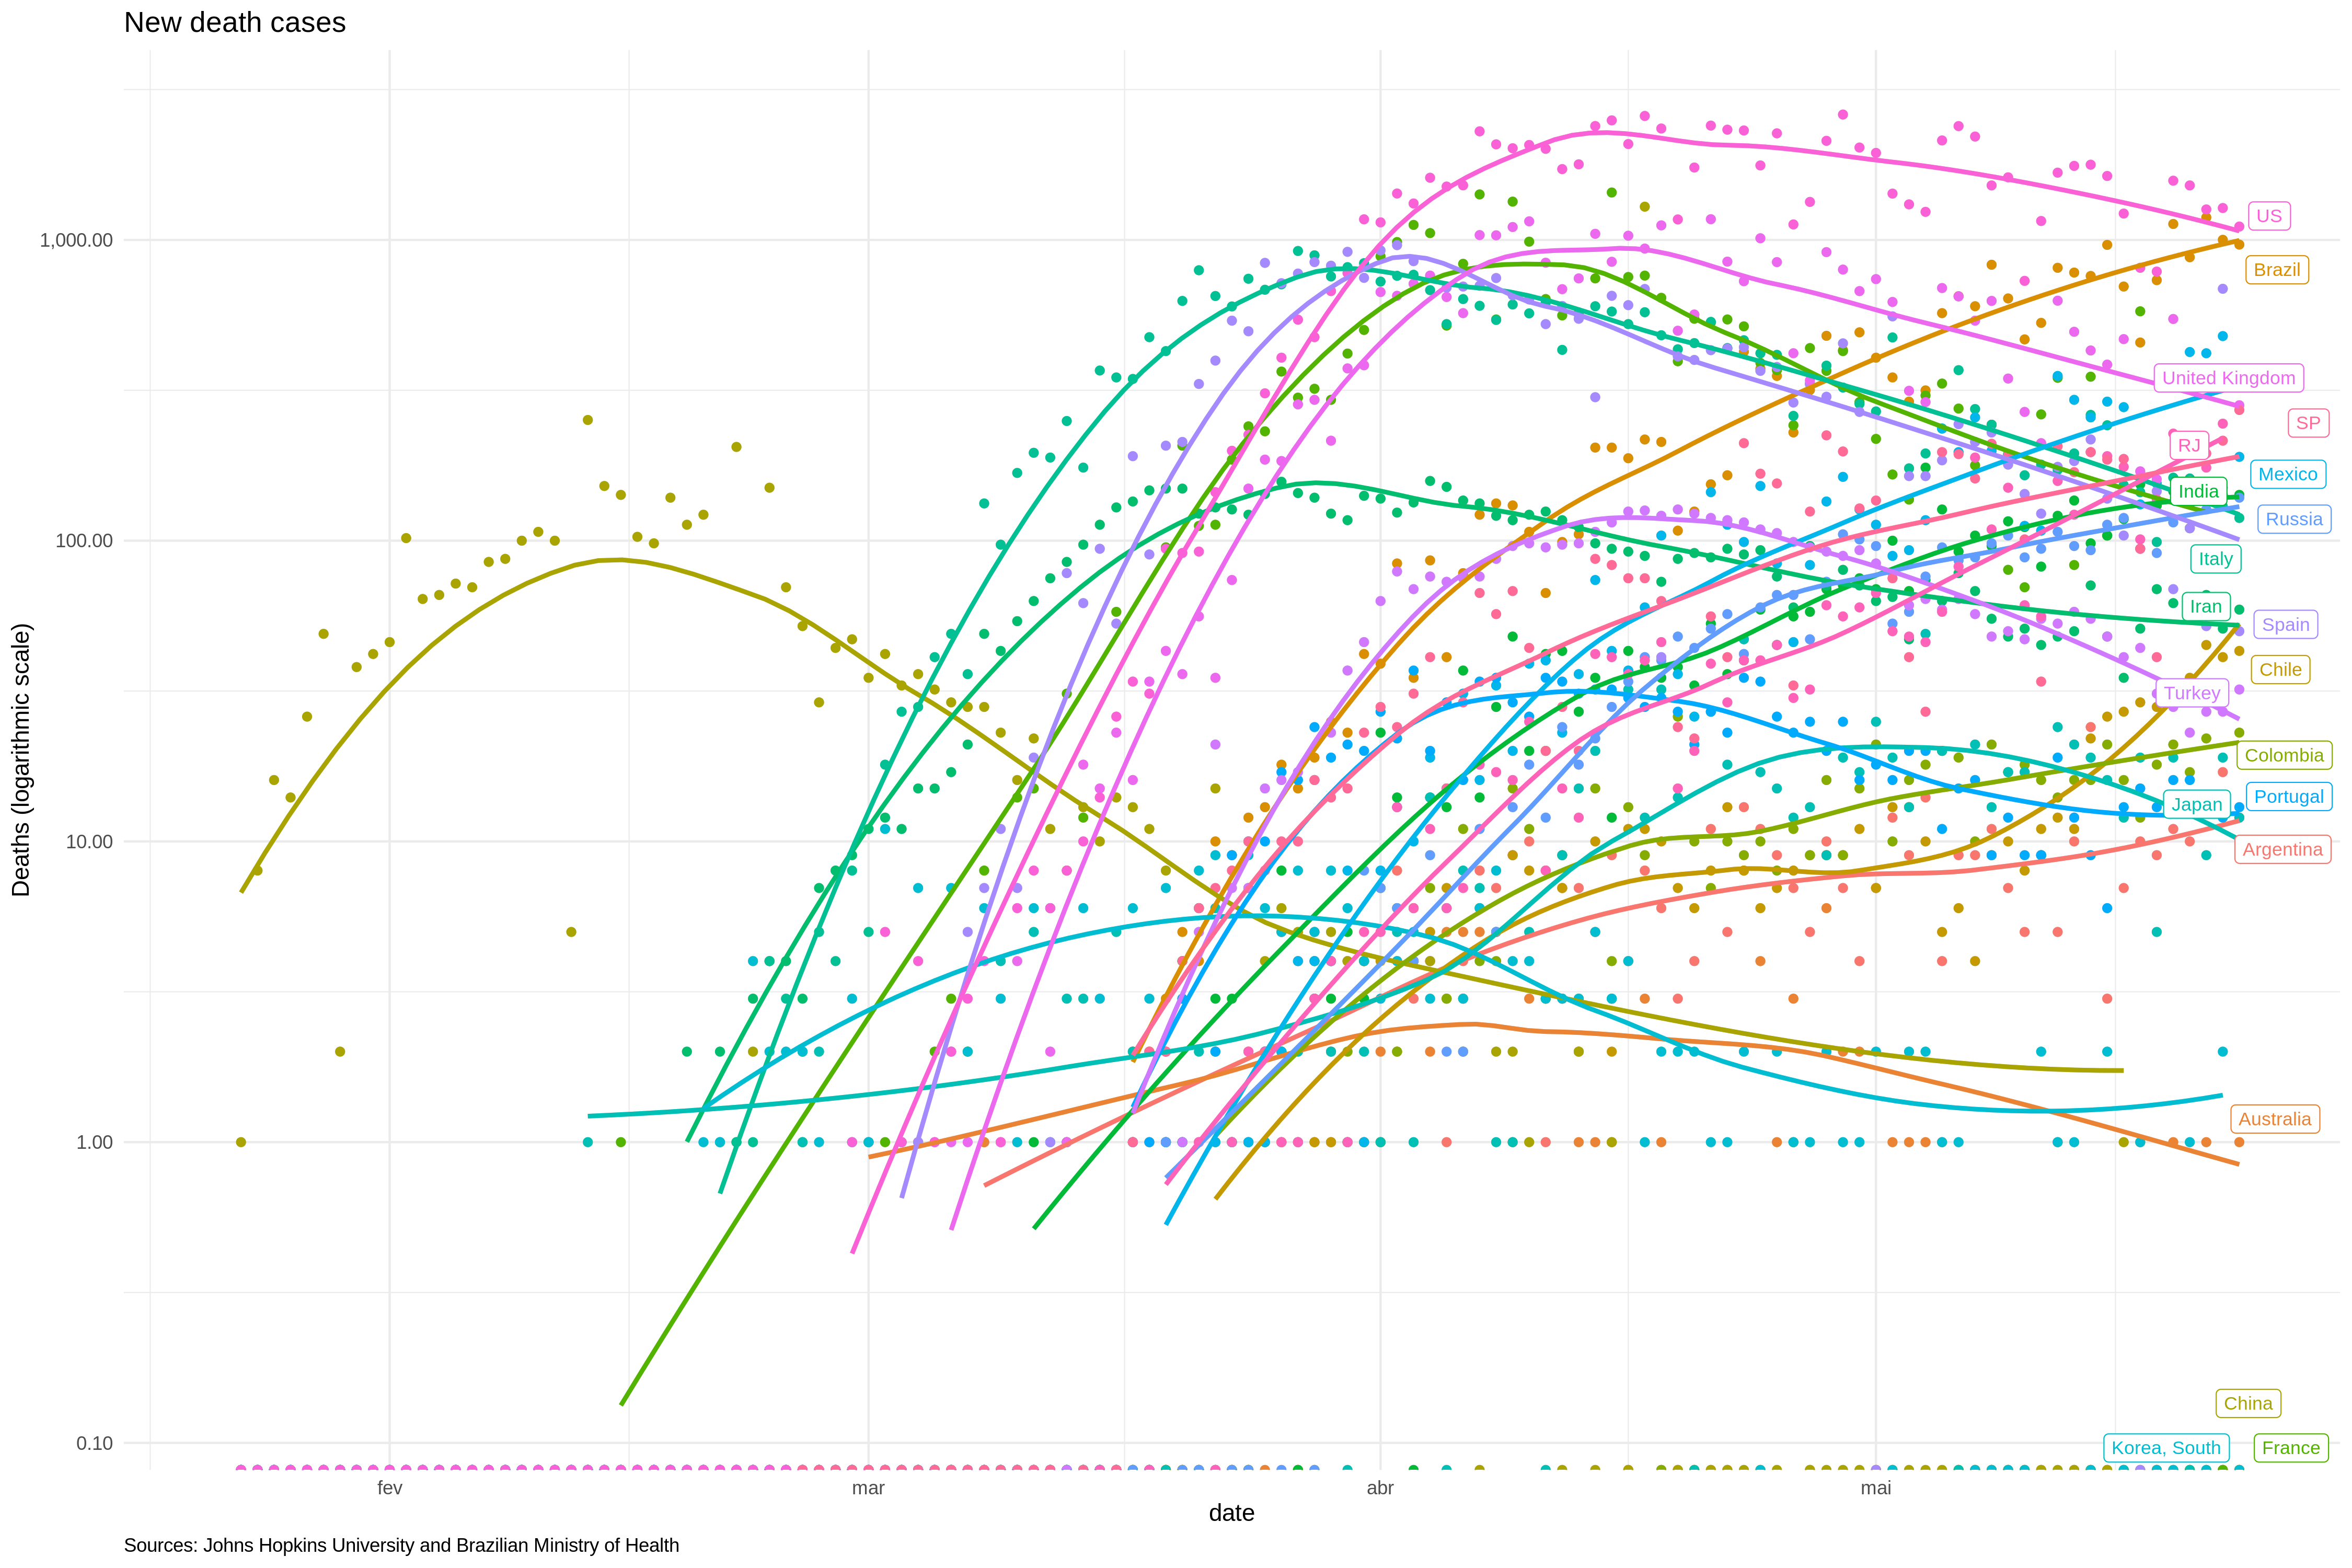 New death cases
Deaths (logarithmic scale)
1,000.00
100.00
10.00
1.00
0.10
US
Brazil
United Kingdom
SP
RJ
Mexico
India
Russia
Italy
Iran
Spain
Chile
Turkey
Colombia
Portugal
Japan
Argentina
Australia
China
Korea, South
France
fev
mar
abr
mai
date
Sources: Johns Hopkins University and Brazilian Ministry of Health